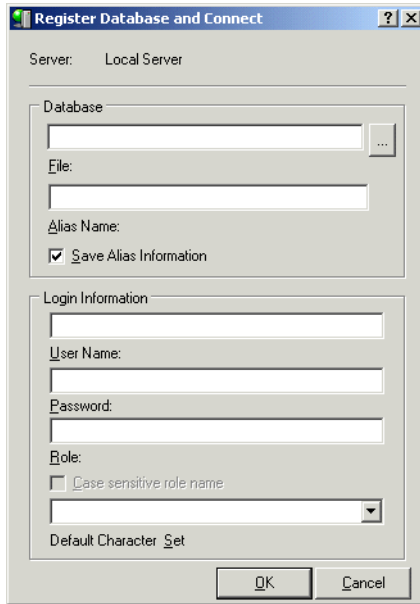 Register Database and Connect
Server: Local Server
Database
...
File:
Alias Name:
Save Alias Information
Login Information
User Name:
Password:
Role:
Case sensitive role name
Default Character Set
OK Cancel